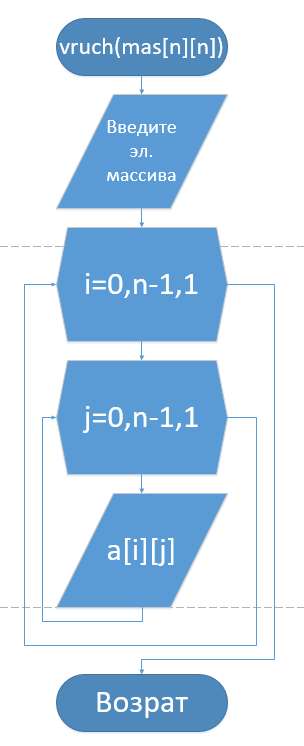 vruch(mas[n][n])
Введите
эл.
массива
i=0,n-1,1
j=0,n-1,1
a[i][j]
Возрат